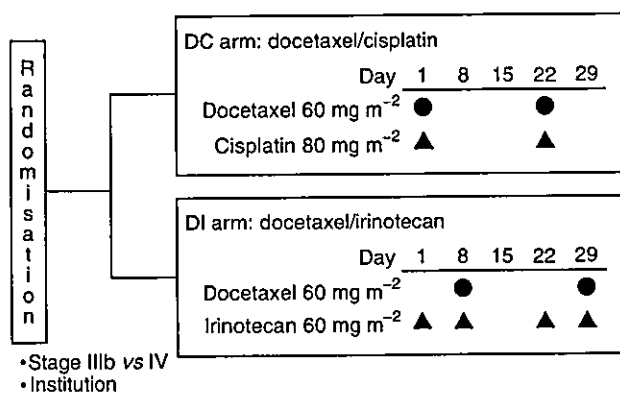 Randomisation
DC arm: docetaxel/cisplatin
Day 1 8 15 22 29
Docetaxel 60 mg m⁻²
Cisplatin 80 mg m⁻²
DI arm: docetaxel/irinotecan
Day 1 8 15 22 29
Docetaxel 60 mg m⁻²
Irinotecan 60 mg m⁻²
•Stage IIIb vs IV
•Institution